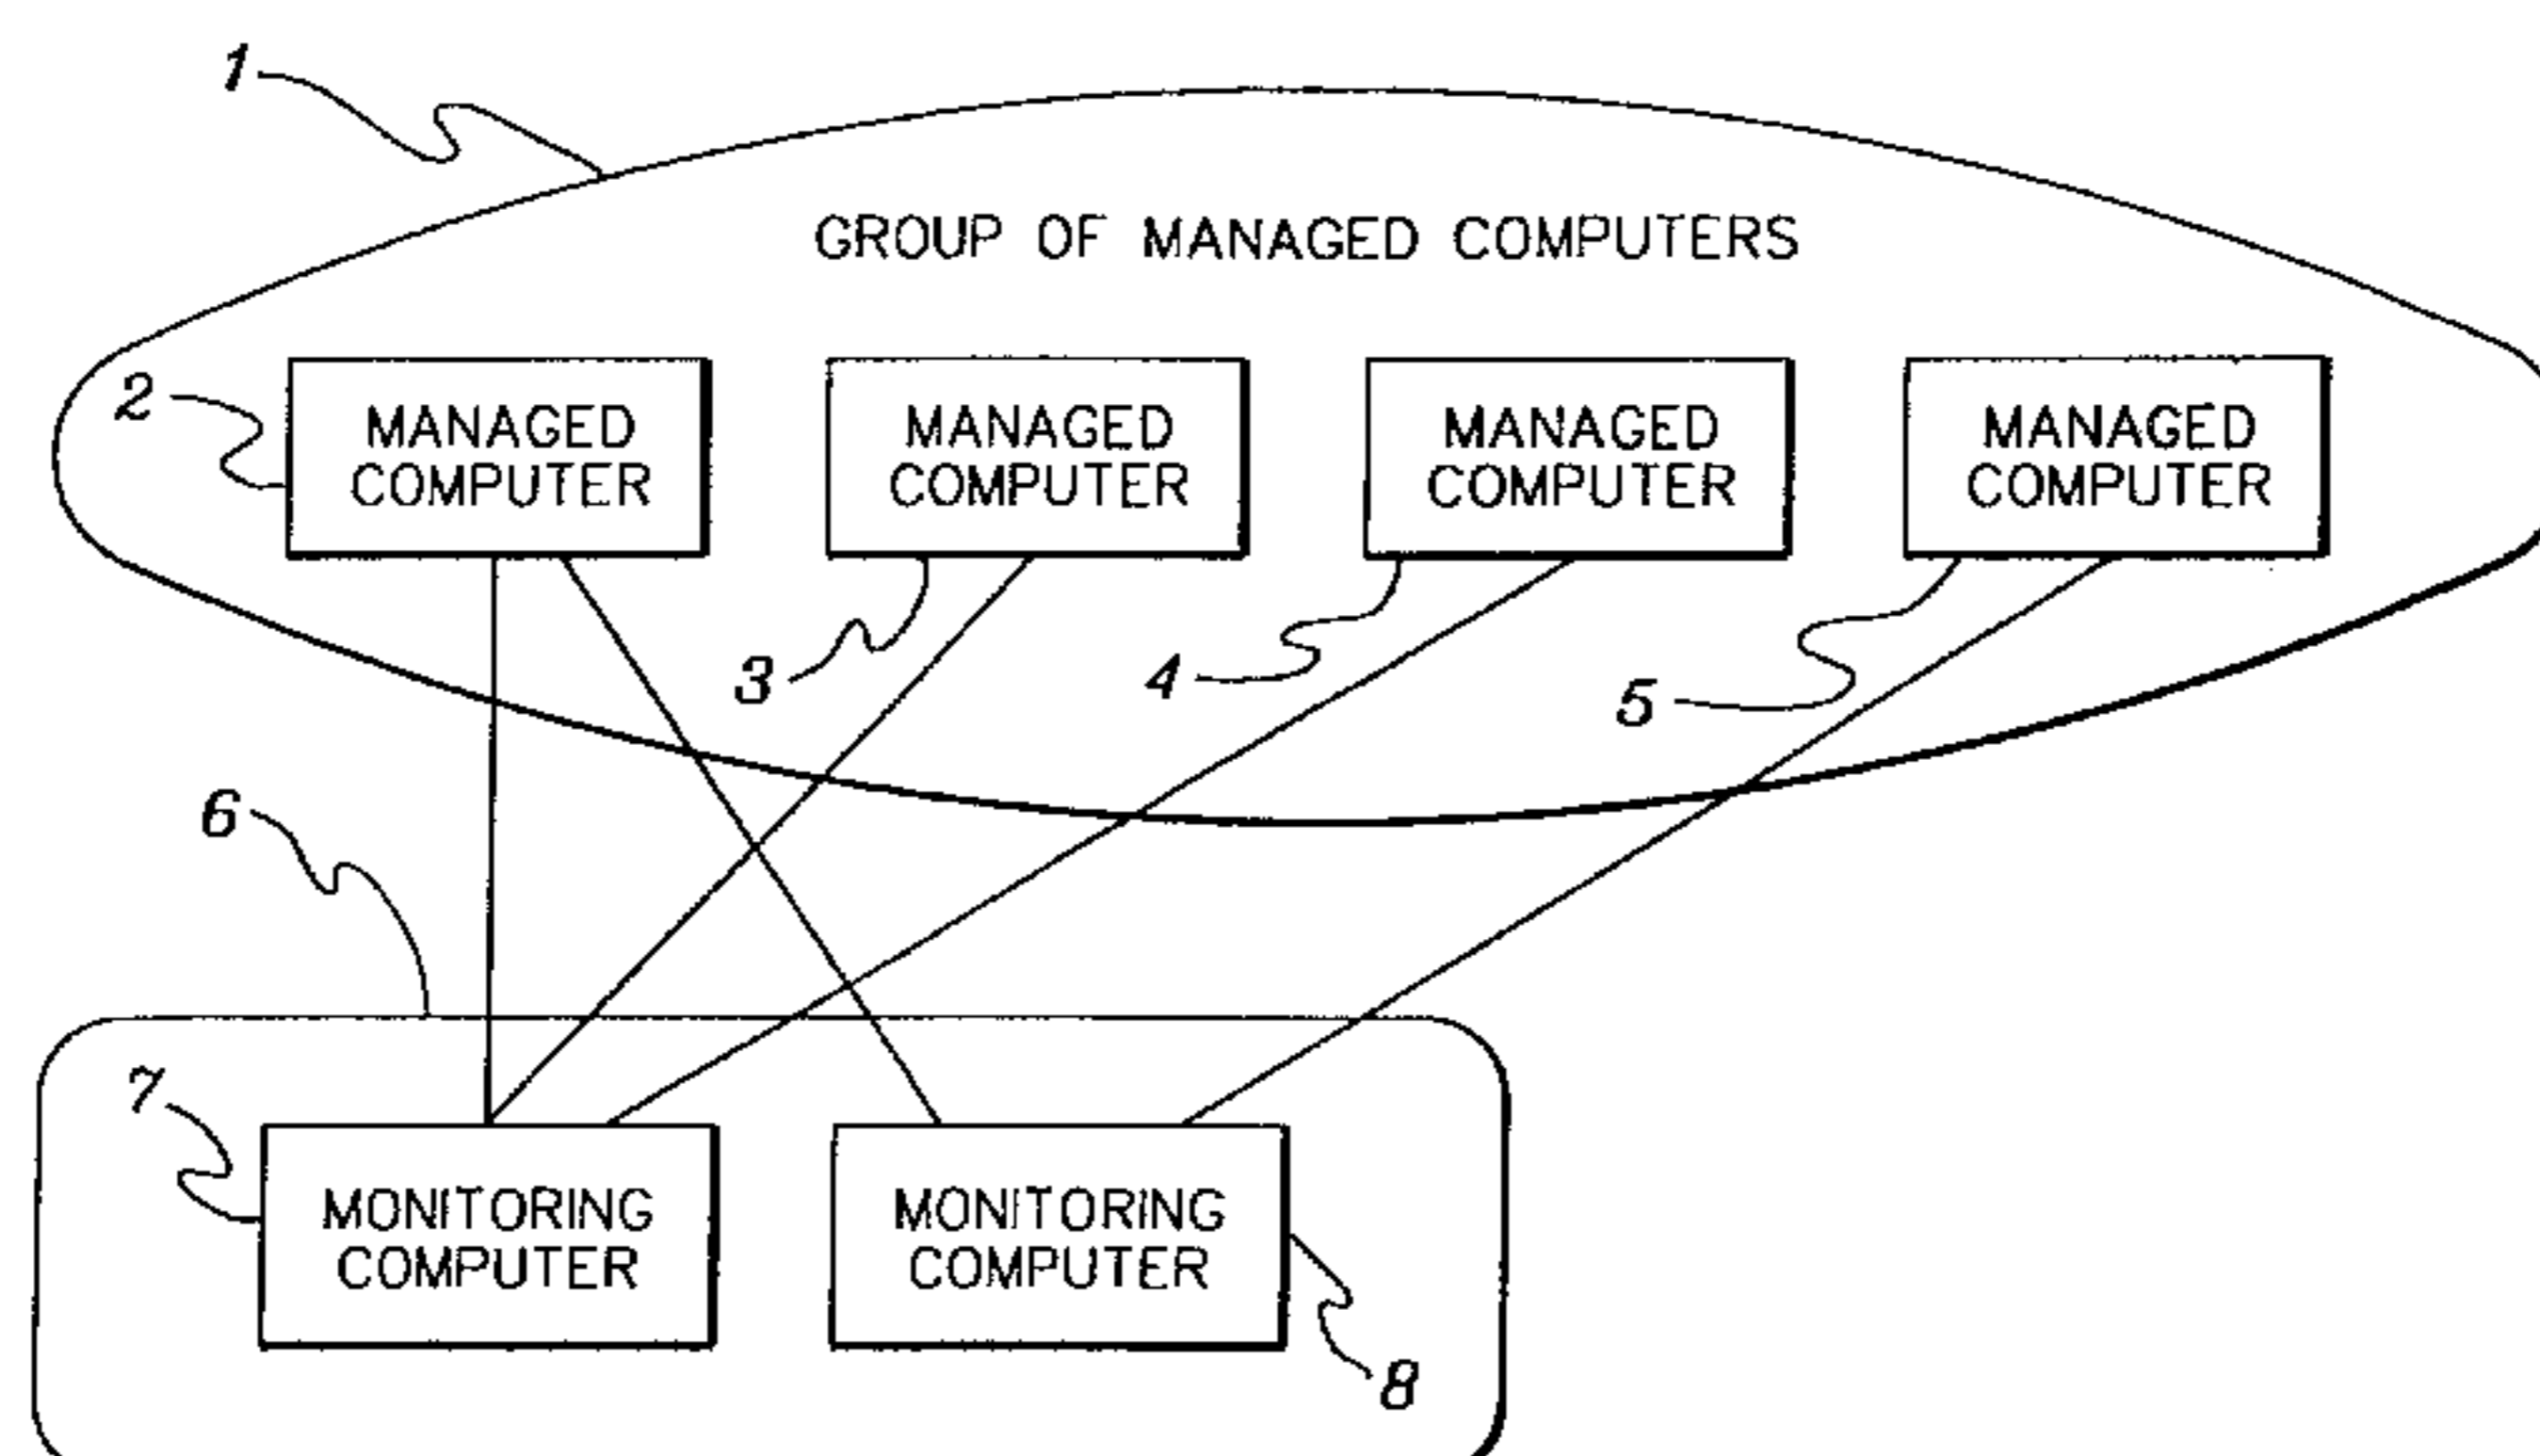 1
GROUP OF MANAGED COMPUTERS
2
MANAGED
COMPUTER
MANAGED
COMPUTER
MANAGED
COMPUTER
MANAGED
COMPUTER
3
4
5
6
7
MONITORING
COMPUTER
MONITORING
COMPUTER
8